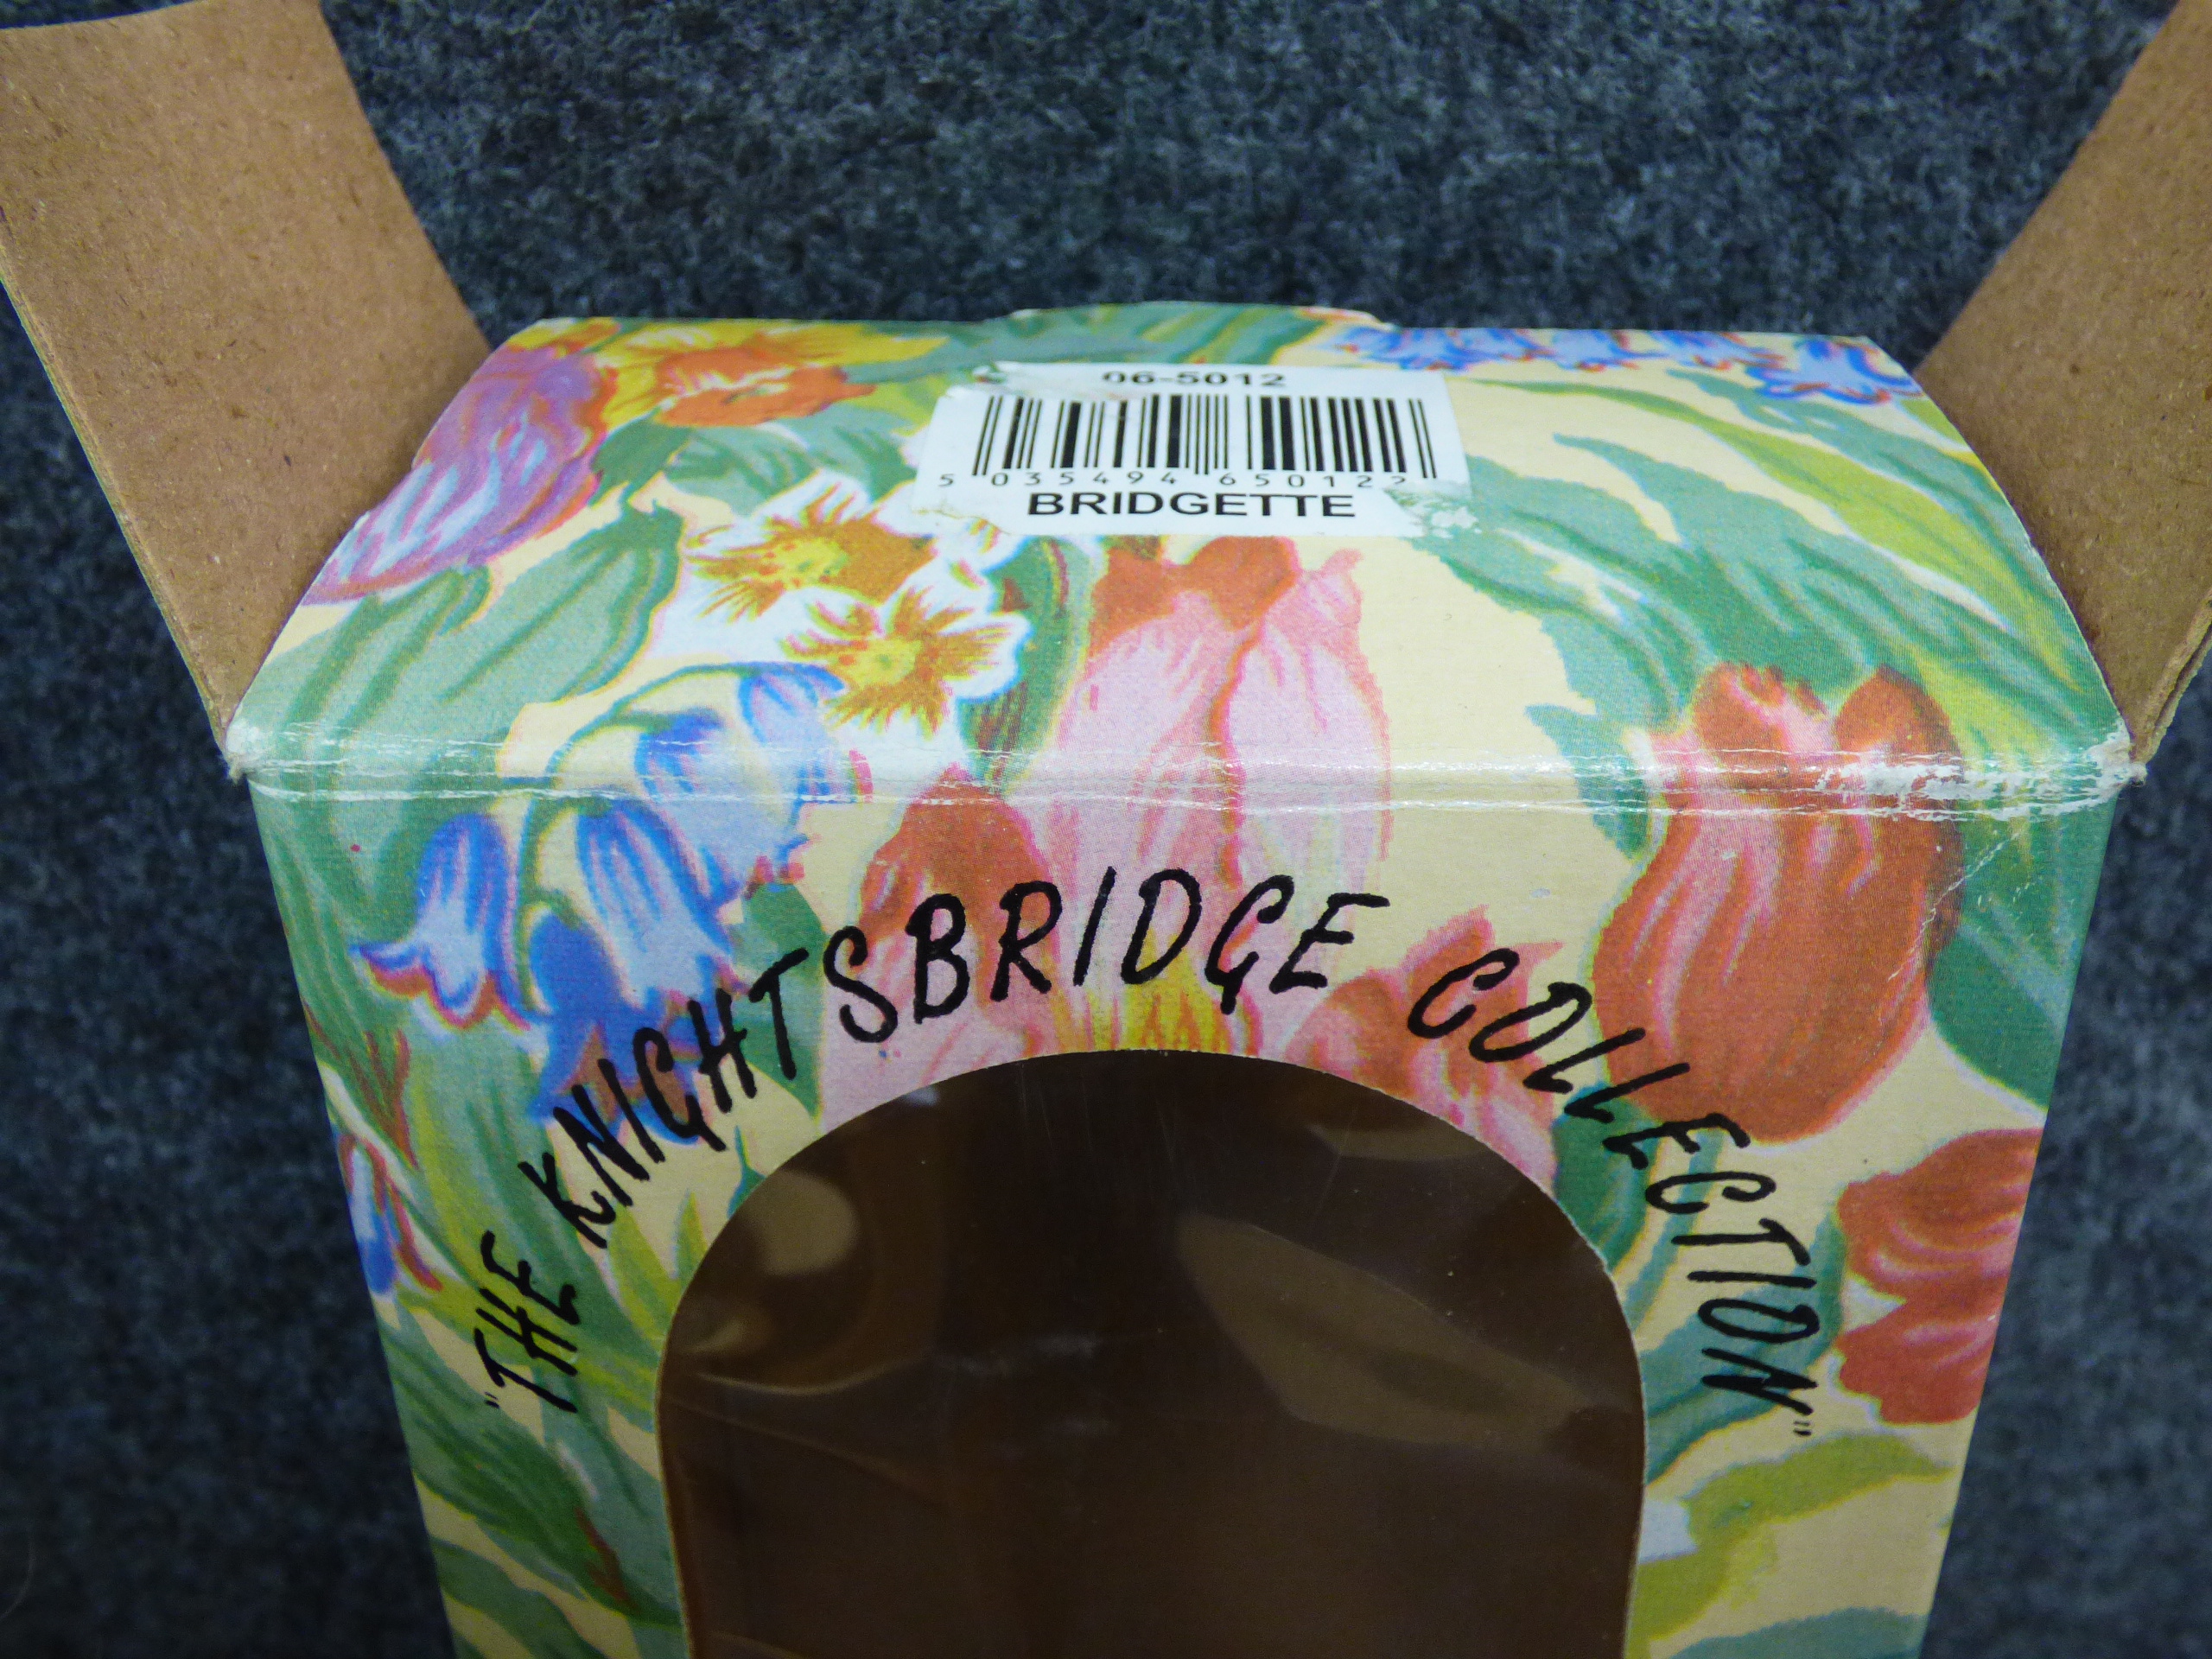 06-5012
5 035494 650122
BRIDGETTE
"THE KNIGHTSBRIDGE COLLECTION"